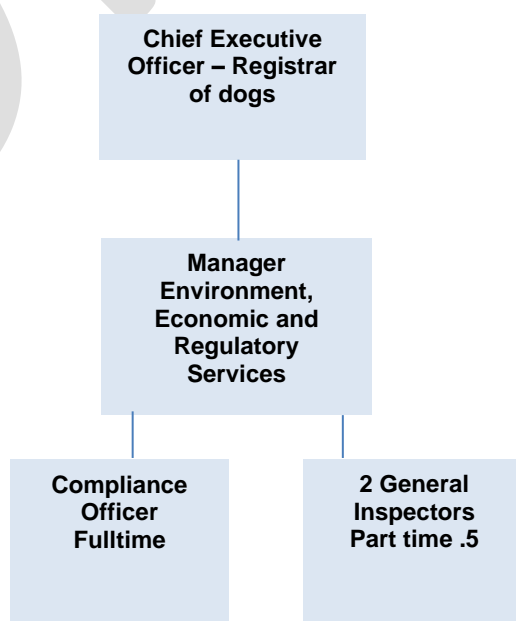 Chief Executive
Officer – Registrar
of dogs
Manager
Environment,
Economic and
Regulatory
Services
Compliance
Officer
Fulltime
2 General
Inspectors
Part time .5